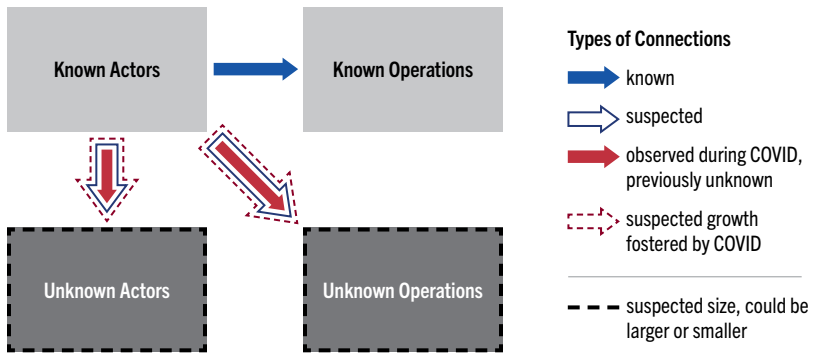 Known Actors
Known Operations
Unknown Actors
Unknown Operations
Types of Connections
known
suspected
observed during COVID,
previously unknown
suspected growth
fostered by COVID
suspected size, could be
larger or smaller